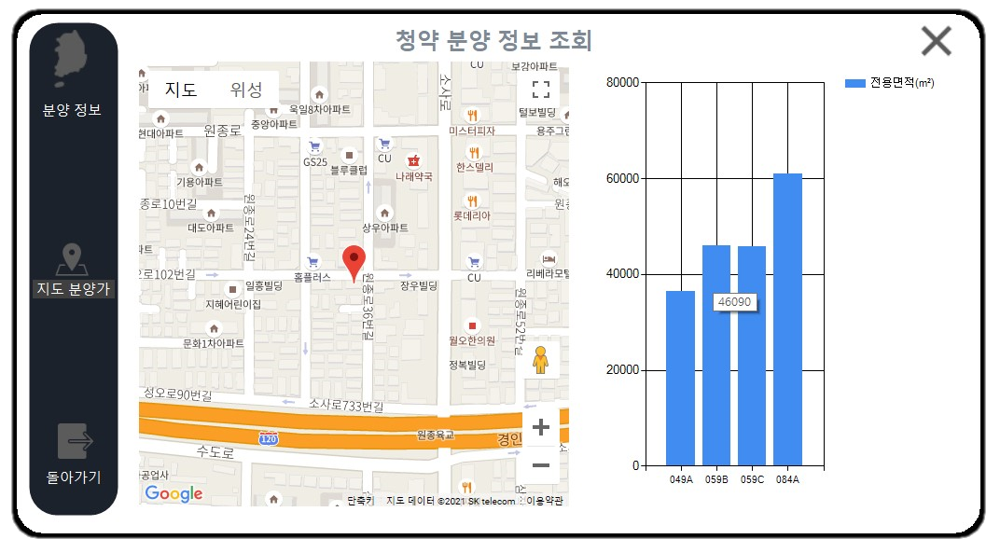 청약 분양 정보 조회
분양 정보
지도 분양가
돌아가기
지도 위성
CU
보강아파트
욱일8차아파트
중앙아파트
현대아파트
원종로
소사로
텀보빌딩
미스터피자
GS25
CU
블루클럽
나래약국
한스델리
기용아파트
종로10번길
원종로24번길
대도아파트
상우아파트
롯데리아
로102번길
홈플러스
일흥빌딩
원종로36번길
장우빌딩
CU
리베라모텔
지혜어린이집
원종로52번길
문화1차아파트
월오한의원
정복빌딩
성오로90번길
소사로733번길
120
원종육교
경인
수도로
공업사
Google
단축키
지도 데이터 ©2021 SK telecom
이용약관
전용면적(m²)
80000
60000
40000
20000
0
46090
049A 059B 059C 084A